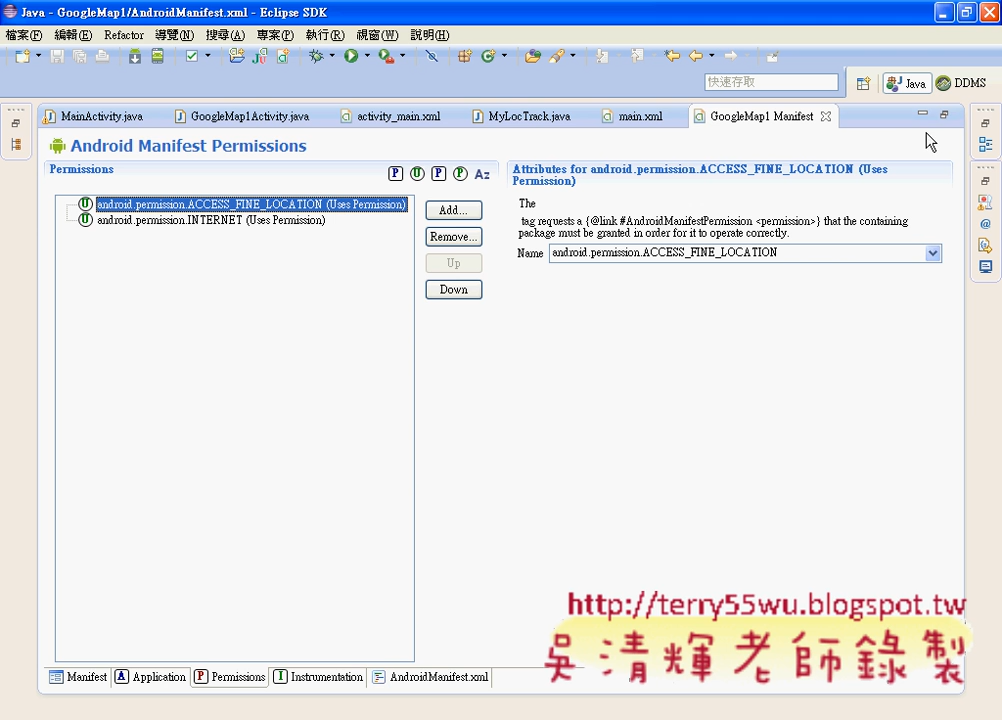 Java - GoogleMap1/AndroidManifest.xml - Eclipse SDK
檔案(F) 編輯(E) Refactor 導覽(N) 搜尋(A) 專案(P) 執行(R) 視窗(W) 說明(H)
快速存取
Java
DDMS
MainActivity.java
GoogleMap1Activity.java
activity_main.xml
MyLocTrack.java
main.xml
GoogleMap1 Manifest
Android Manifest Permissions
Permissions
P U P P Az
U android.permission.ACCESS_FINE_LOCATION (Uses Permission)
U android.permission.INTERNET (Uses Permission)
Add...
Remove...
Up
Down
Attributes for android.permission.ACCESS_FINE_LOCATION (Uses
Permission)
The
tag requests a {@link #AndroidManifestPermission <permission>} that the containing
package must be granted in order for it to operate correctly.
Name android.permission.ACCESS_FINE_LOCATION
http://terry55wu.blogspot.tw
吳清輝老師錄製
Manifest
A Application
P Permissions
I Instrumentation
AndroidManifest.xml